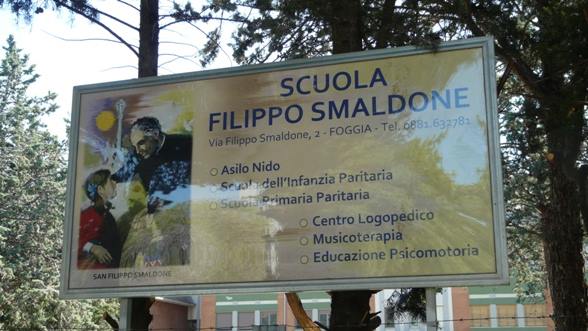 SCUOLA
FILIPPO SMALDONE
Via Filippo Smaldone, 2 - FOGGIA - Tel. 0881.632781
Asilo Nido
Scuola dell'Infanzia Paritaria
Scuola Primaria Paritaria
Centro Logopedico
Musicoterapia
Educazione Psicomotoria
SAN FILIPPO SMALDONE